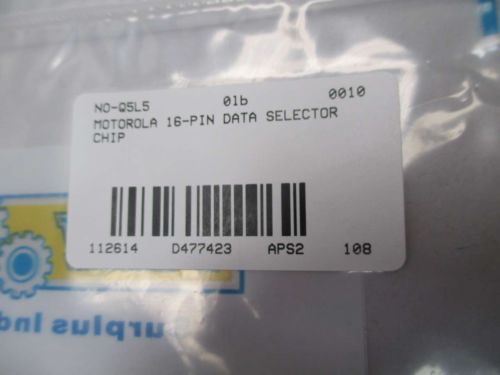 NO-Q5L5 01b 0010
MOTOROLA 16-PIN DATA SELECTOR
CHIP
112614 D477423 APS2 108
urplus Ind